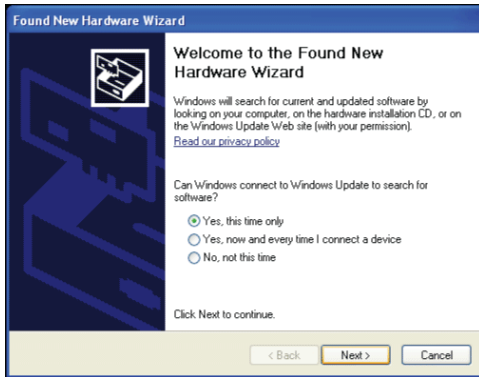 Found New Hardware Wizard
Welcome to the Found New
Hardware Wizard
Windows will search for current and updated software by
looking on your computer, on the hardware installation CD, or on
the Windows Update Web site (with your permission).
Read our privacy policy
Can Windows connect to Windows Update to search for
software?
Yes, this time only
Yes, now and every time I connect a device
No, not this time
Click Next to continue.
< Back Next > Cancel